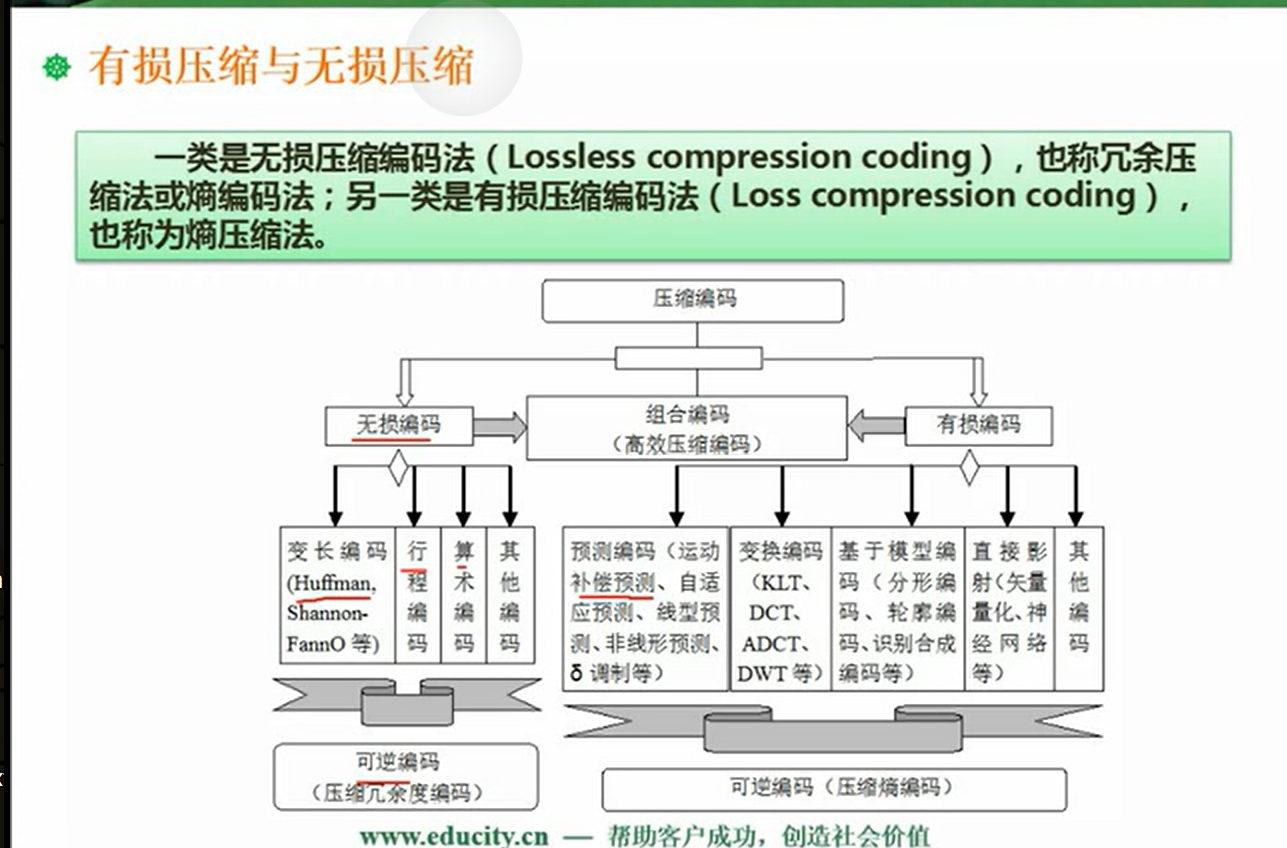 有损压缩与无损压缩
一类是无损压缩编码法（Lossless compression coding），也称冗余压
缩法或熵编码法；另一类是有损压缩编码法（Loss compression coding），
也称为熵压缩法。
压缩编码
无损编码
组合编码
（高效压缩编码）
有损编码
变长编码
(Huffman,
Shannon-
FannO 等)
行
程
编
码
算
术
编
码
其
他
编
码
预测编码（运动
补偿预测、自适
应预测、线型预
测、非线形预测、
δ 调制等）
变换编码
（KLT、
DCT、
ADCT、
DWT 等）
基于模型编
码（分形编
码、轮廓编
码、识别合成
编码等）
直接影
射（矢量
量化、神
经网络
等）
其
他
编
码
可逆编码
（压缩冗余度编码）
可逆编码（压缩熵编码）
www.educity.cn — 帮助客户成功，创造社会价值